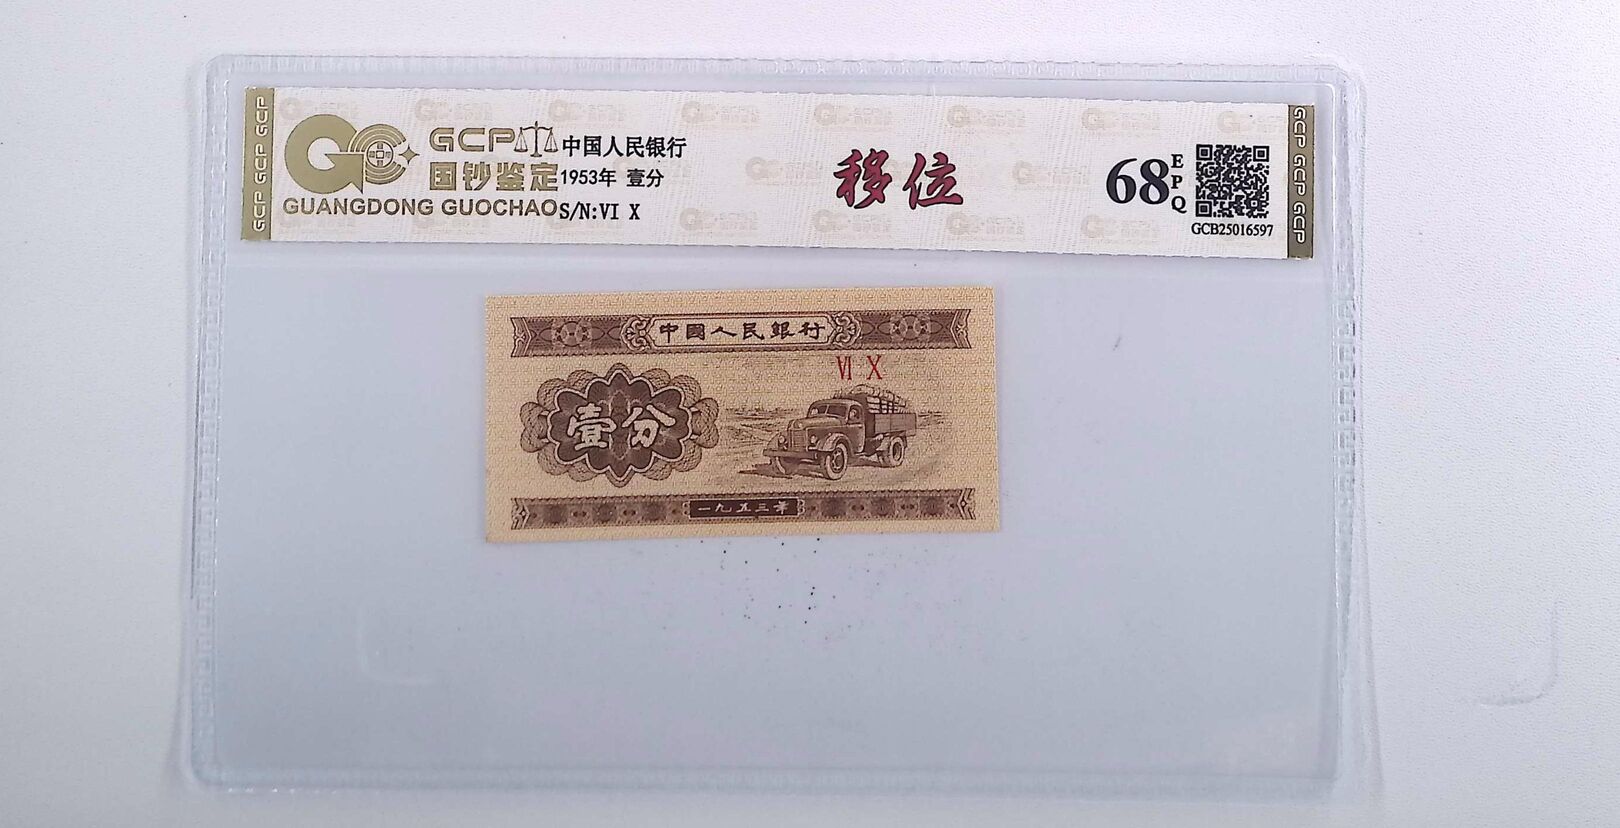 GCP GCP GCP
GCP
国钞鉴定
GUANGDONG GUOCHAO
中国人民银行
1953年 壹分
S/N:VI X
移位
68
EPQ
GCB25016597
GCP GCP GCP
中國人民銀行
VI X
壹分
一九五三年